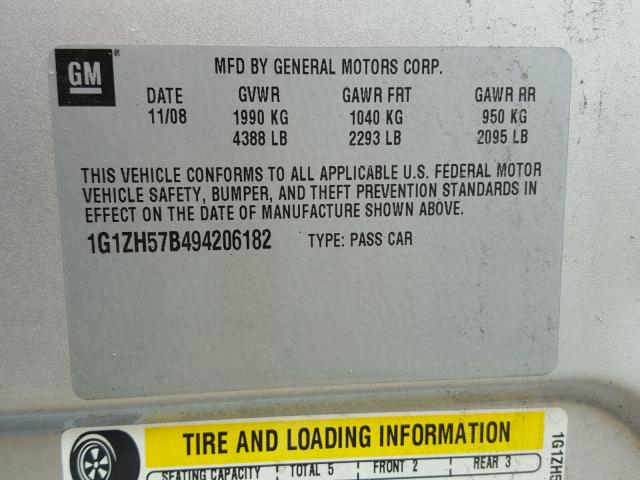 GM ®
MFD BY GENERAL MOTORS CORP.
DATE GVWR GAWR FRT GAWR RR
11/08 1990 KG 1040 KG 950 KG
4388 LB 2293 LB 2095 LB
THIS VEHICLE CONFORMS TO ALL APPLICABLE U.S. FEDERAL MOTOR
VEHICLE SAFETY, BUMPER, AND THEFT PREVENTION STANDARDS IN
EFFECT ON THE DATE OF MANUFACTURE SHOWN ABOVE.
1G1ZH57B494206182 TYPE: PASS CAR
TIRE AND LOADING INFORMATION
SEATING CAPACITY TOTAL 5 FRONT 2 REAR 3
1G1ZH5